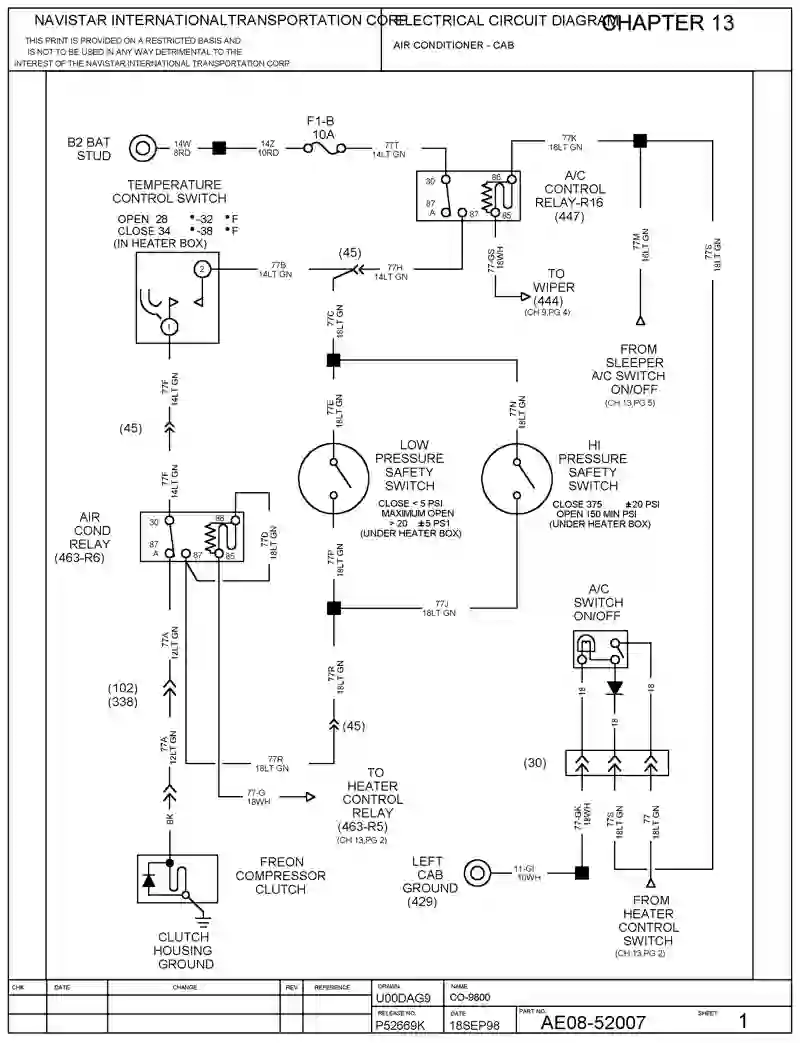 NAVISTAR INTERNATIONALTRANSPORTATION CORP
ELECTRICAL CIRCUIT DIAGRAM
CHAPTER 13
THIS PRINT IS PROVIDED ON A RESTRICTED BASIS AND
IS NOT TO BE USED IN ANY WAY DETRIMENTAL TO THE
INTEREST OF THE NAVISTAR INTERNATIONAL TRANSPORTATION CORP
AIR CONDITIONER - CAB
B2 BAT
STUD
14W
8RD
14Z
10RD
F1-B
10A
77T
14LT GN
77K
18LT GN
30
86
87
A
87
85
A/C
CONTROL
RELAY-R16
(447)
TEMPERATURE
CONTROL SWITCH
OPEN 28 *-32 *F
CLOSE 34 *-38 *F
(IN HEATER BOX)
2
1
77B
14LT GN
(45)
77H
14LT GN
77-GS
18WH
TO
WIPER
(444)
(CH 9,PG 4)
77M
16LT GN
77S
18LT GN
77C
18LT GN
FROM
SLEEPER
A/C SWITCH
ON/OFF
(CH 13,PG 5)
77F
14LT GN
(45)
77F
14LT GN
77E
18LT GN
77N
18LT GN
LOW
PRESSURE
SAFETY
SWITCH
CLOSE < 5 PSI
MAXIMUM OPEN
> 20 ±5 PS1
(UNDER HEATER BOX)
HI
PRESSURE
SAFETY
SWITCH
CLOSE 375 ±20 PSI
OPEN 150 MIN PSI
(UNDER HEATER BOX)
AIR
COND
RELAY
(463-R6)
30
86
87
A
87
85
77D
18LT GN
77P
18LT GN
77J
18LT GN
77A
12LT GN
77R
18LT GN
A/C
SWITCH
ON/OFF
18
18
18
(102)
(338)
(45)
77A
12LT GN
77R
18LT GN
(30)
77-G
18WH
TO
HEATER
CONTROL
RELAY
(463-R5)
(CH 13,PG 2)
BK
77-GK
18WH
77S
18LT GN
77
18LT GN
FREON
COMPRESSOR
CLUTCH
LEFT
CAB
GROUND
(429)
11-GI
10WH
CLUTCH
HOUSING
GROUND
FROM
HEATER
CONTROL
SWITCH
(CH 13,PG 2)
CHK
DATE
CHANGE
REV
REFERENCE
DRAWN
U00DAG9
NAME
CO-9800
RELEASE NO.
P52669K
DATE
18SEP98
PART NO.
AE08-52007
SHEET
1